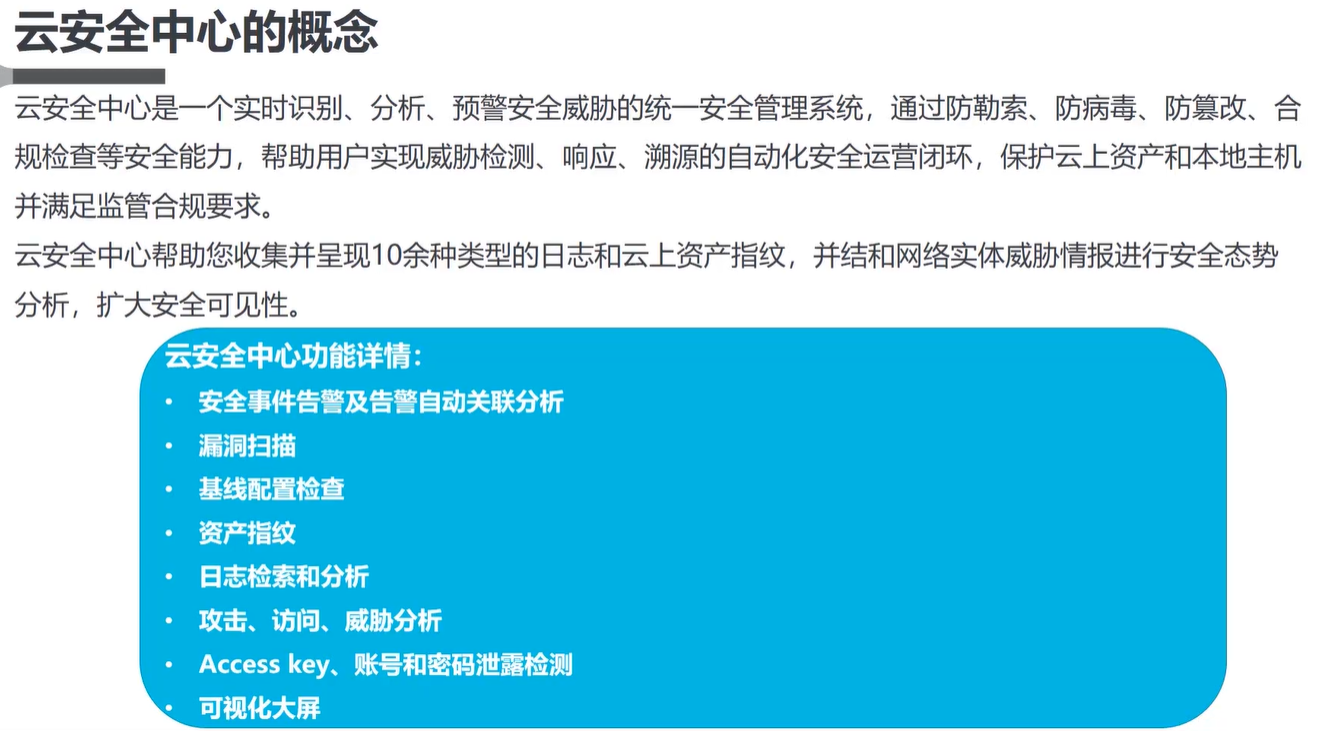 云安全中心的概念
云安全中心是一个实时识别、分析、预警安全威胁的统一安全管理系统，通过防勒索、防病毒、防篡改、合
规检查等安全能力，帮助用户实现威胁检测、响应、溯源的自动化安全运营闭环，保护云上资产和本地主机
并满足监管合规要求。
云安全中心帮助您收集并呈现10余种类型的日志和云上资产指纹，并结和网络实体威胁情报进行安全态势
分析，扩大安全可见性。
云安全中心功能详情：
• 安全事件告警及告警自动关联分析
• 漏洞扫描
• 基线配置检查
• 资产指纹
• 日志检索和分析
• 攻击、访问、威胁分析
• Access key、账号和密码泄露检测
• 可视化大屏